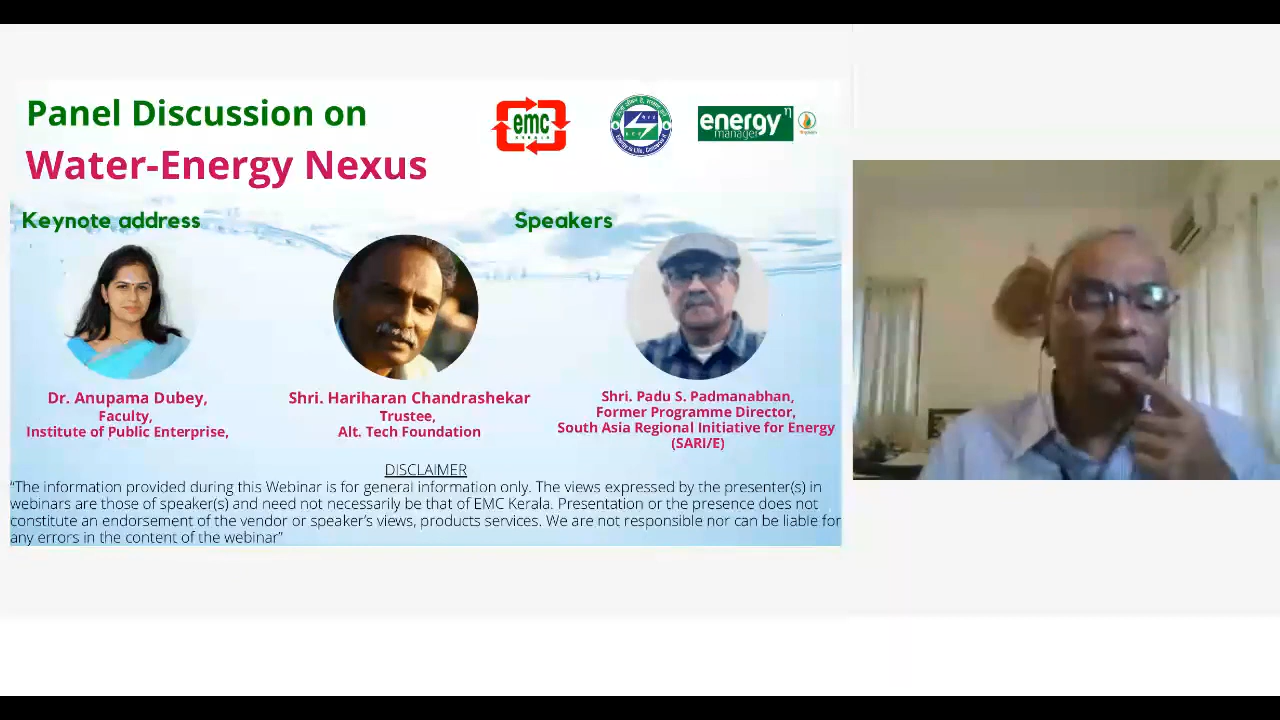 Panel Discussion on
Water-Energy Nexus
emc
KERALA
energy η
manager
Keynote address
Speakers
Dr. Anupama Dubey,
Faculty,
Institute of Public Enterprise,
Shri. Hariharan Chandrashekar
Trustee,
Alt. Tech Foundation
Shri. Padu S. Padmanabhan,
Former Programme Director,
South Asia Regional Initiative for Energy
(SARI/E)
DISCLAIMER
“The information provided during this Webinar is for general information only. The views expressed by the presenter(s) in
webinars are those of speaker(s) and need not necessarily be that of EMC Kerala. Presentation or the presence does not
constitute an endorsement of the vendor or speaker’s views, products services. We are not responsible nor can be liable for
any errors in the content of the webinar”